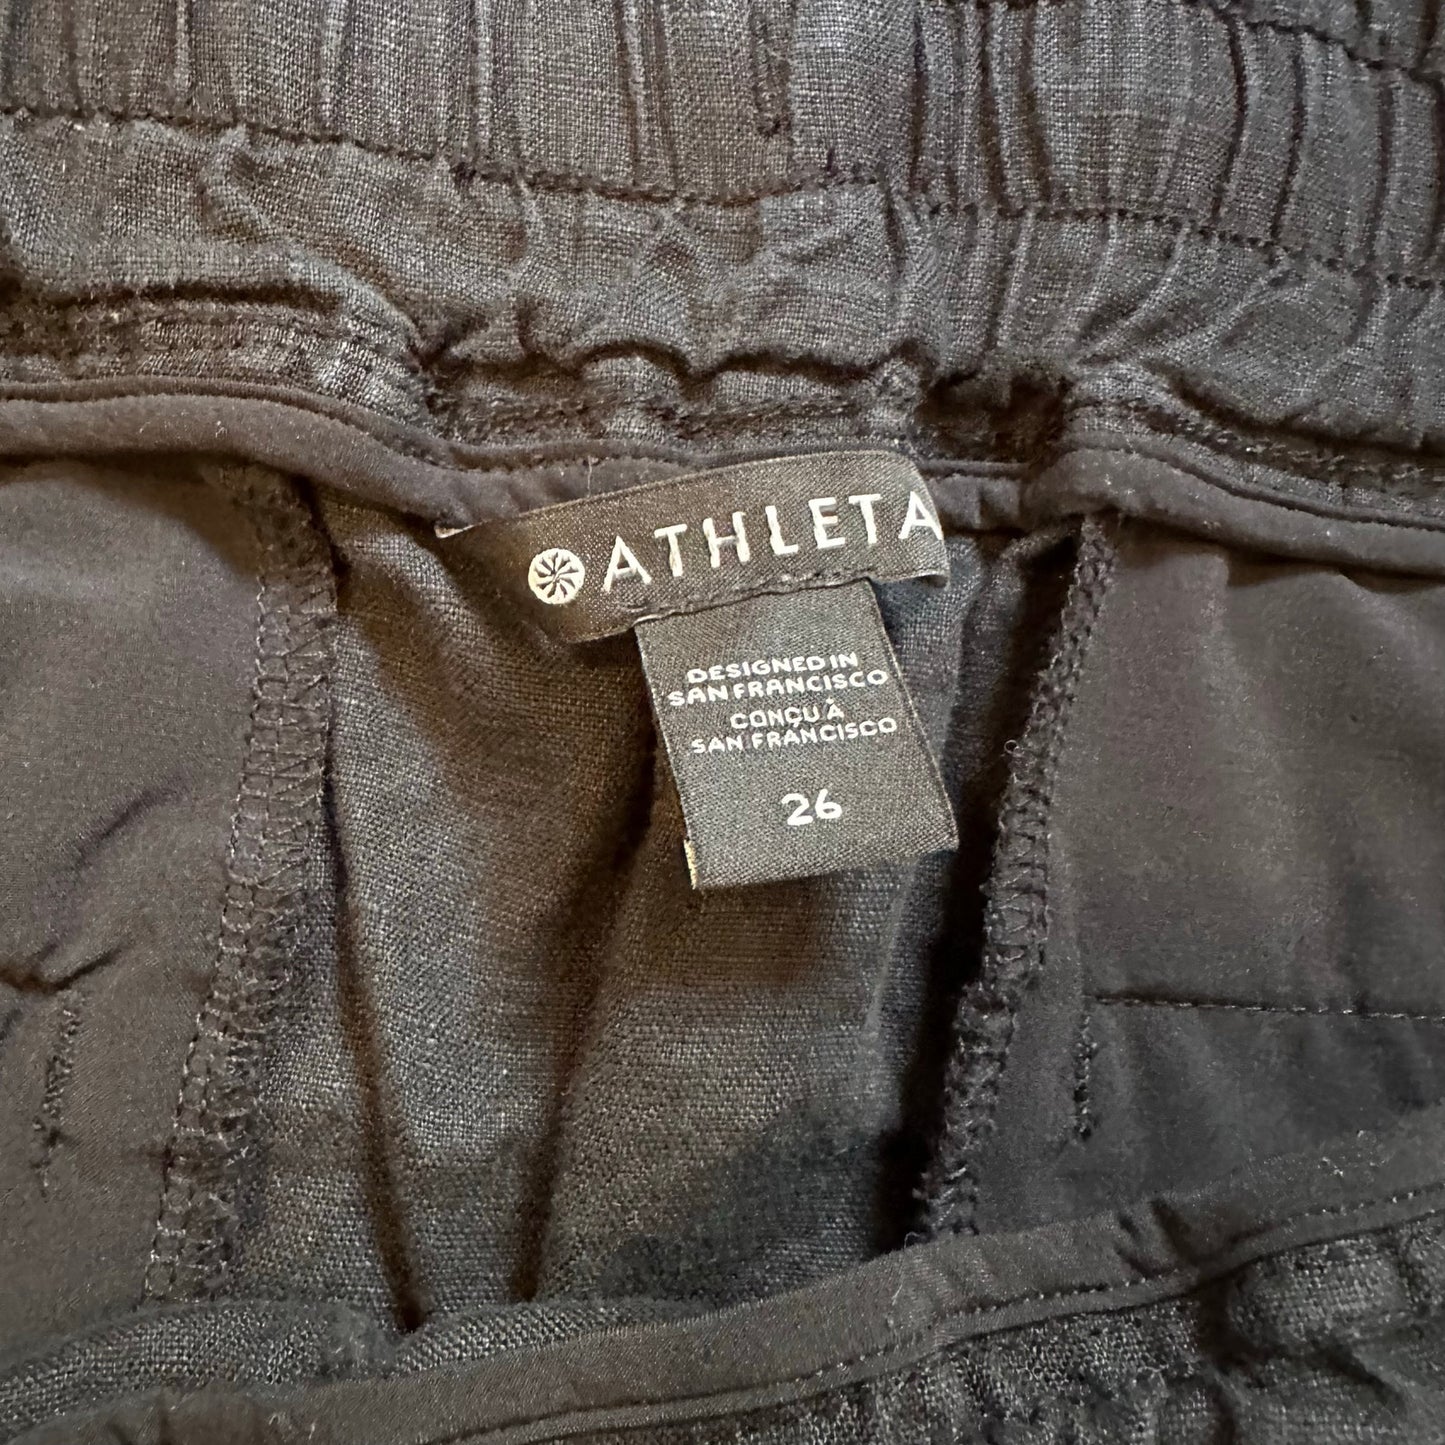 ATHLETA
DESIGNED IN
SAN FRANCISCO
CONÇU À
SAN FRANCISCO
26